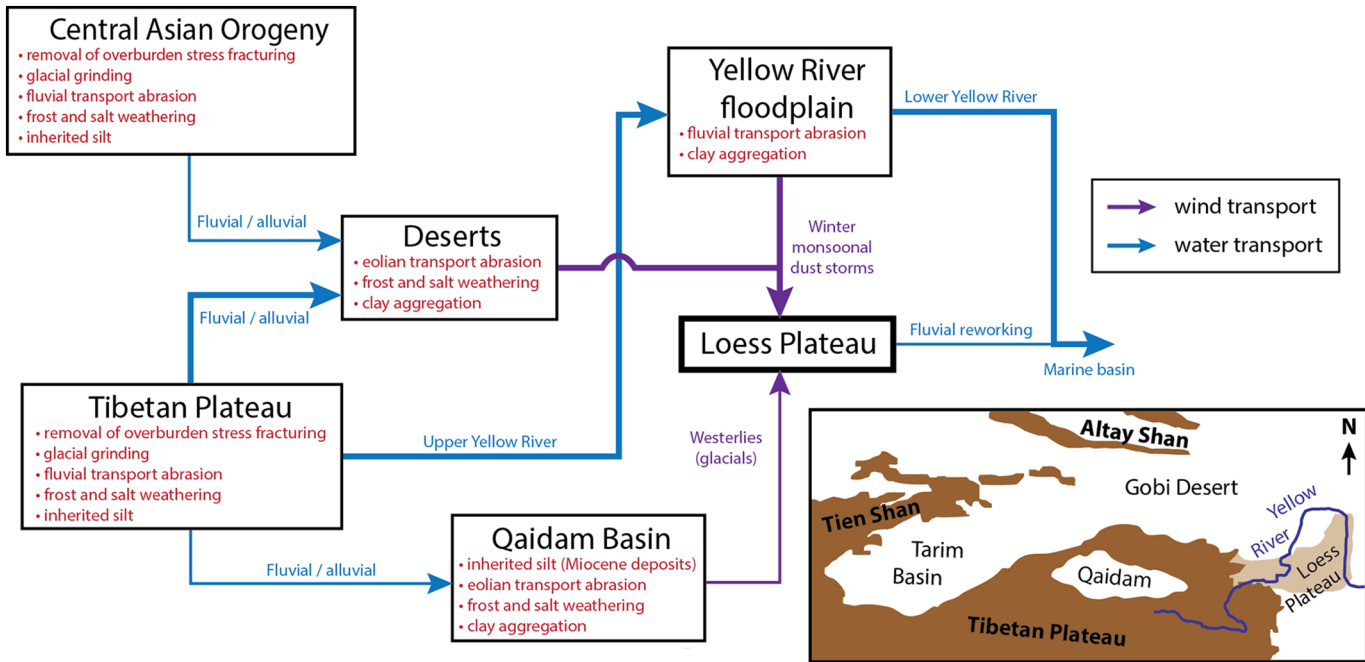 Central Asian Orogeny
• removal of overburden stress fracturing
• glacial grinding
• fluvial transport abrasion
• frost and salt weathering
• inherited silt
Fluvial / alluvial
Deserts
• eolian transport abrasion
• frost and salt weathering
• clay aggregation
Fluvial / alluvial
Tibetan Plateau
• removal of overburden stress fracturing
• glacial grinding
• fluvial transport abrasion
• frost and salt weathering
• inherited silt
Upper Yellow River
Fluvial / alluvial
Qaidam Basin
• inherited silt (Miocene deposits)
• eolian transport abrasion
• frost and salt weathering
• clay aggregation
Yellow River
floodplain
• fluvial transport abrasion
• clay aggregation
Lower Yellow River
Winter
monsoonal
dust storms
Loess Plateau
Fluvial reworking
Marine basin
Westerlies
(glacials)
wind transport
water transport
Altay Shan
N
Gobi Desert
Tien Shan
Tarim
Basin
Qaidam
Yellow
River
Loess
Plateau
Tibetan Plateau